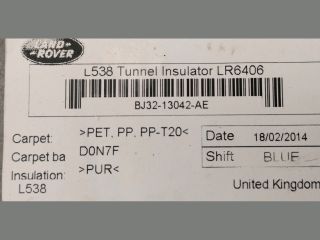 LAND
ROVER
L538 Tunnel Insulator LR6406
BJ32-13042-AE
Carpet: >PET, PP, PP-T20<
Carpet ba D0N7F
Insulation: >PUR<
L538
Date 18/02/2014
Shift BLUE
United Kingdom